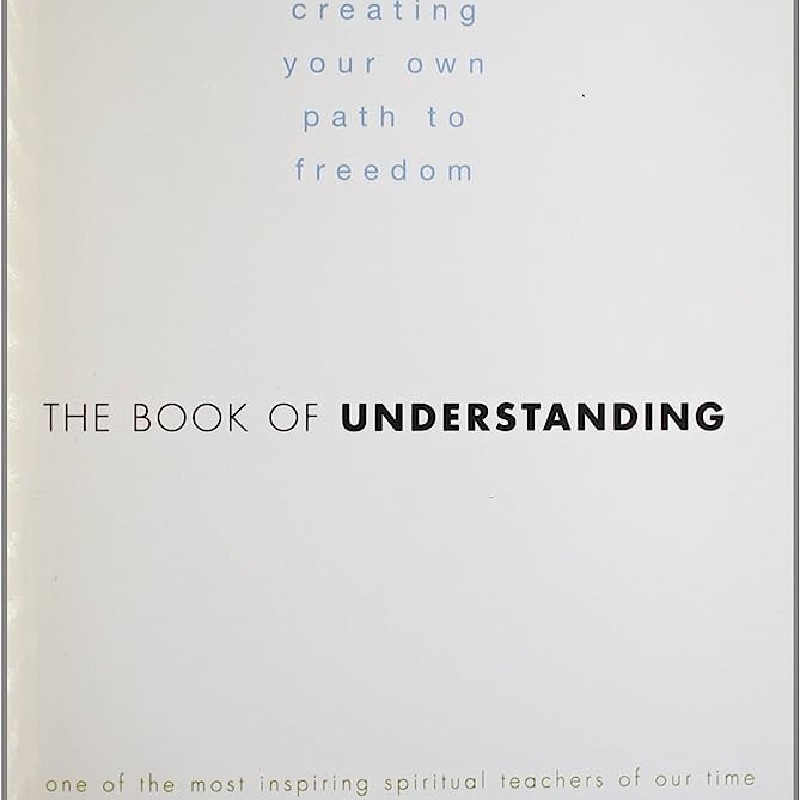 creating
your own
path to
freedom
THE BOOK OF UNDERSTANDING
one of the most inspiring spiritual teachers of our time